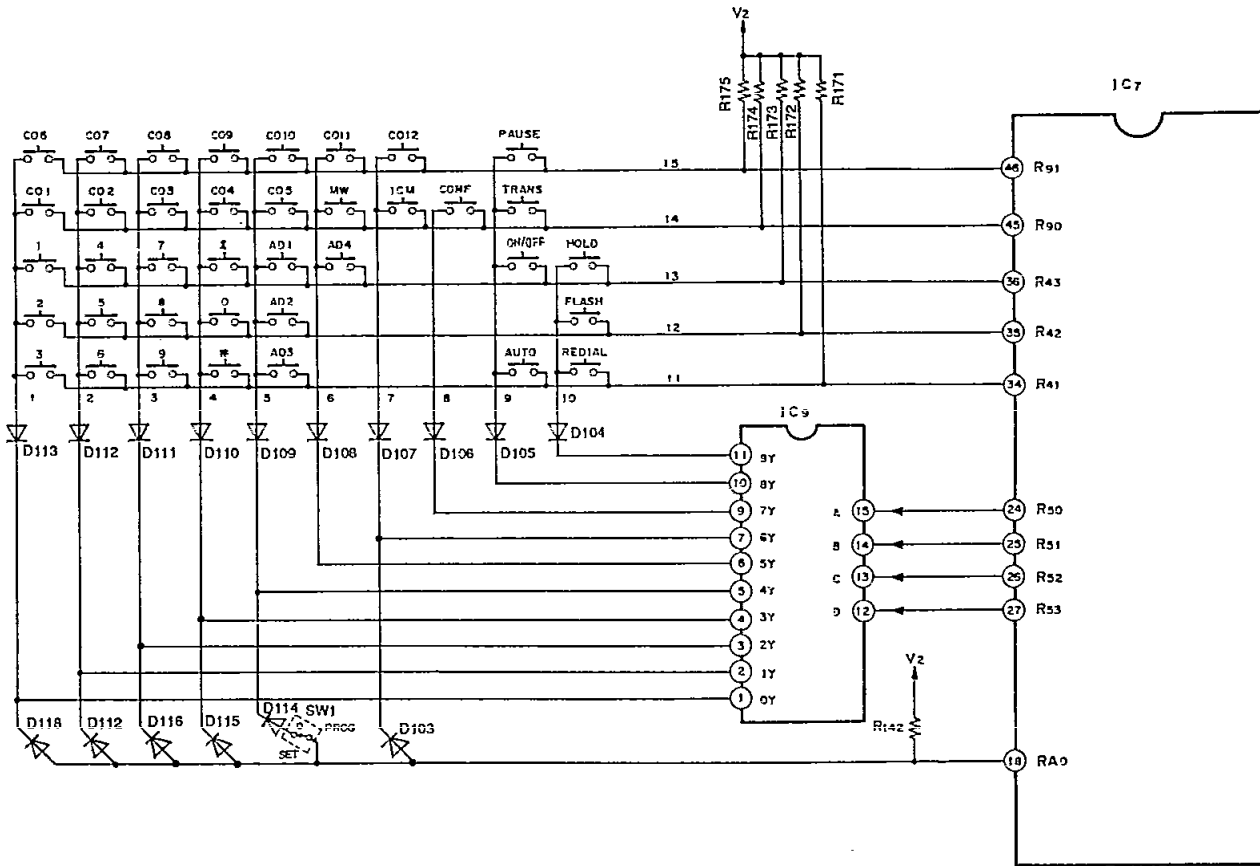 V2
R175
R174
R173
R172
R171
IC7
CO6 CO7 CO8 CO9 CO10 CO11 CO12 PAUSE
15
46 R91
CO1 CO2 CO3 CO4 CO5 MW ICM CONF TRANS
14
45 R90
1 4 7 AD1 AD4 ON/OFF HOLD
13
36 R43
2 5 8 0 AD2 FLASH
12
35 R42
3 6 9 # AD3 AUTO REDIAL
11
34 R41
1 2 3 4 5 6 7 8 9 10
D113 D112 D111 D110 D109 D108 D107 D106 D105 D104
IC9
11 9Y
10 8Y
9 7Y A 15 24 R50
7 6Y B 14 25 R51
6 5Y C 13 26 R52
5 4Y D 12 27 R53
4 3Y
3 2Y
2 1Y
1 0Y
V2
R142
D118 D112 D116 D115 D114 SW1 PROG SET D103
18 RA0